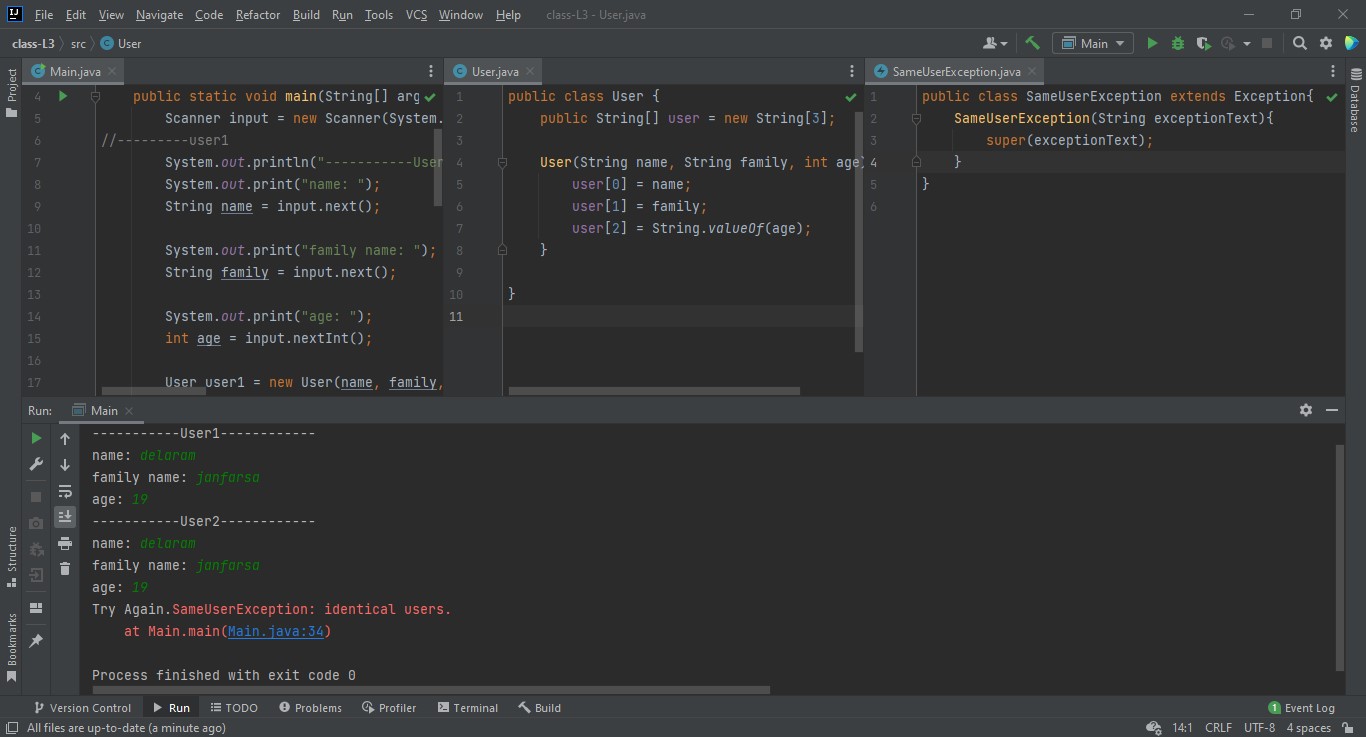 File Edit View Navigate Code Refactor Build Run Tools VCS Window Help class-L3 - User.java
class-L3 src User
Main
Project
Main.java
4 public static void main(String[] arg
5 Scanner input = new Scanner(System.
6 //---------user1
7 System.out.println("-----------User
8 System.out.print("name: ");
9 String name = input.next();
10
11 System.out.print("family name: ");
12 String family = input.next();
13
14 System.out.print("age: ");
15 int age = input.nextInt();
16
17 User user1 = new User(name, family,
User.java
1 public class User {
2 public String[] user = new String[3];
3
4 User(String name, String family, int age)
5 user[0] = name;
6 user[1] = family;
7 user[2] = String.valueOf(age);
8 }
9
10 }
11
SameUserException.java
1 public class SameUserException extends Exception{
2 SameUserException(String exceptionText){
3 super(exceptionText);
4 }
5 }
6
Database
Run: Main
-----------User1------------
name: delaram
family name: janfarsa
age: 19
-----------User2------------
name: delaram
family name: janfarsa
age: 19
Try Again.SameUserException: identical users.
at Main.main(Main.java:34)
Process finished with exit code 0
Structure
Bookmarks
Version Control Run TODO Problems Profiler Terminal Build 1 Event Log
All files are up-to-date (a minute ago) 14:1 CRLF UTF-8 4 spaces